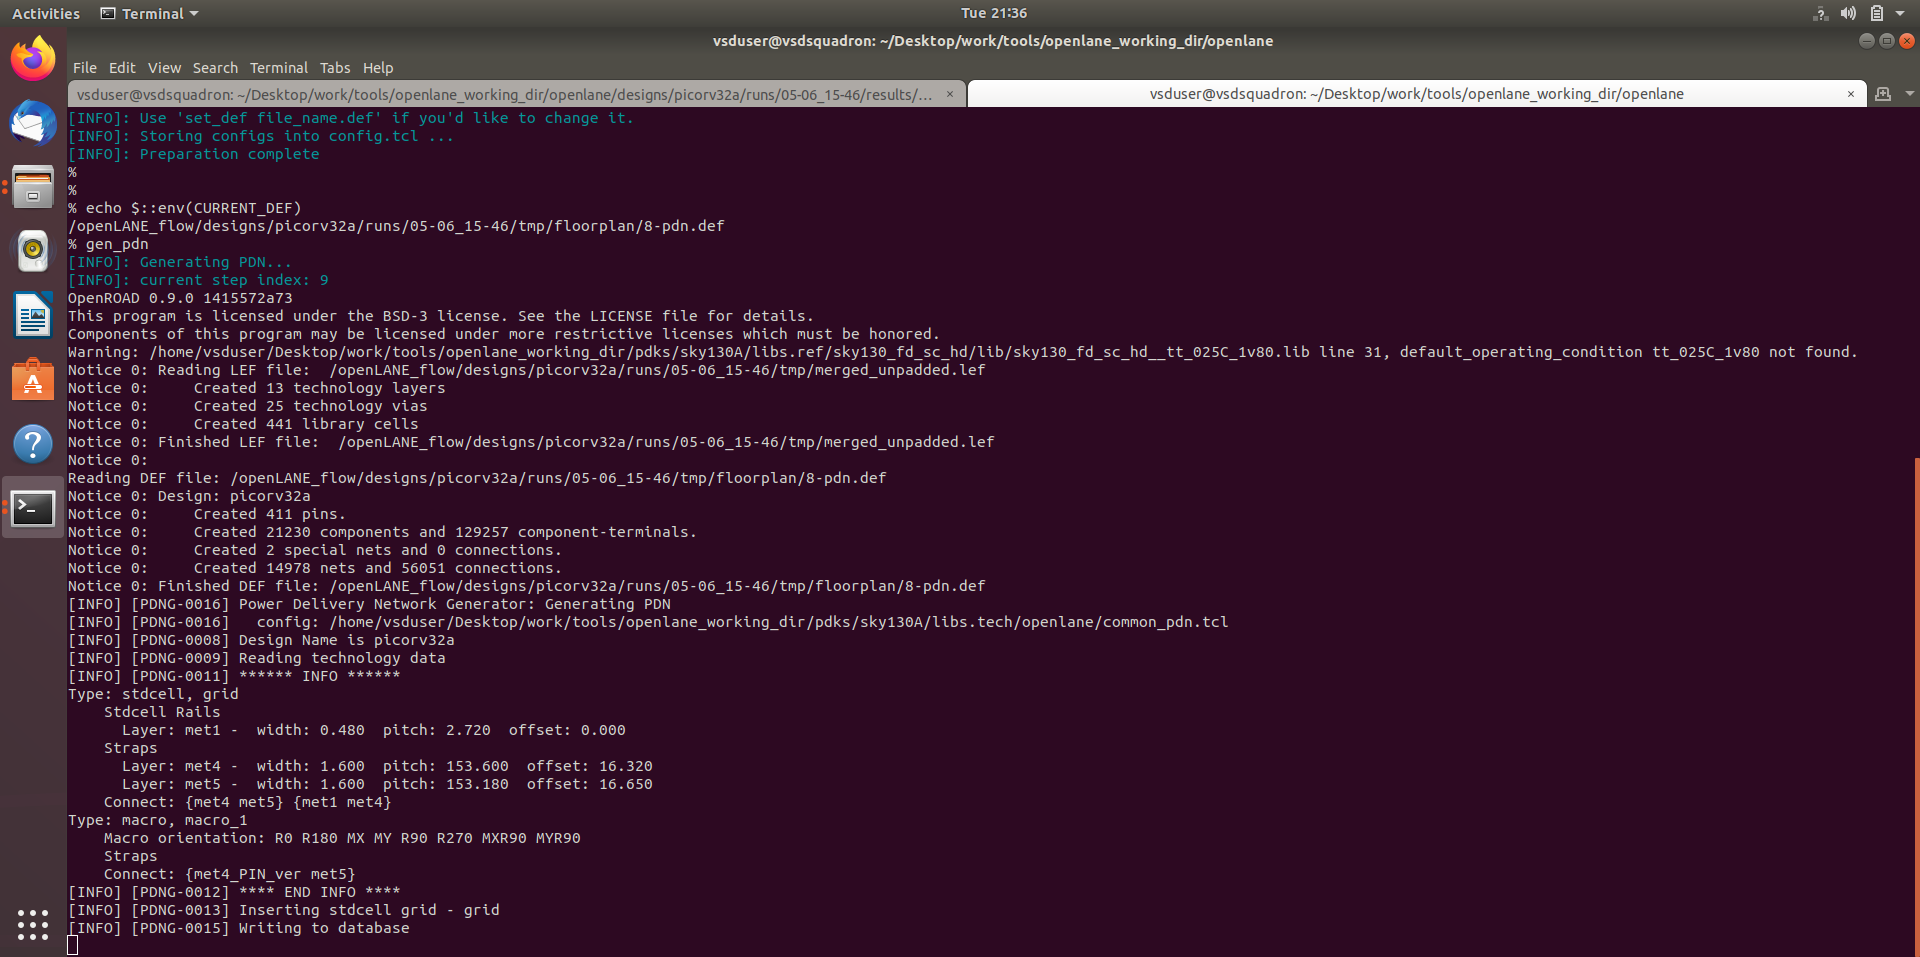 Activities Terminal Tue 21:36
vsduser@vsdsquadron: ~/Desktop/work/tools/openlane_working_dir/openlane
File Edit View Search Terminal Tabs Help
vsduser@vsdsquadron: ~/Desktop/work/tools/openlane_working_dir/openlane/designs/picorv32a/runs/05-06_15-46/results/... × vsduser@vsdsquadron: ~/Desktop/work/tools/openlane_working_dir/openlane ×
[INFO]: Use 'set_def file_name.def' if you'd like to change it.
[INFO]: Storing configs into config.tcl ...
[INFO]: Preparation complete
%
%
% echo $::env(CURRENT_DEF)
/openLANE_flow/designs/picorv32a/runs/05-06_15-46/tmp/floorplan/8-pdn.def
% gen_pdn
[INFO]: Generating PDN...
[INFO]: current step index: 9
OpenROAD 0.9.0 1415572a73
This program is licensed under the BSD-3 license. See the LICENSE file for details.
Components of this program may be licensed under more restrictive licenses which must be honored.
Warning: /home/vsduser/Desktop/work/tools/openlane_working_dir/pdks/sky130A/libs.ref/sky130_fd_sc_hd/lib/sky130_fd_sc_hd__tt_025C_1v80.lib line 31, default_operating_condition tt_025C_1v80 not found.
Notice 0: Reading LEF file:  /openLANE_flow/designs/picorv32a/runs/05-06_15-46/tmp/merged_unpadded.lef
Notice 0:     Created 13 technology layers
Notice 0:     Created 25 technology vias
Notice 0:     Created 441 library cells
Notice 0: Finished LEF file:  /openLANE_flow/designs/picorv32a/runs/05-06_15-46/tmp/merged_unpadded.lef
Notice 0:
Reading DEF file: /openLANE_flow/designs/picorv32a/runs/05-06_15-46/tmp/floorplan/8-pdn.def
Notice 0: Design: picorv32a
Notice 0:     Created 411 pins.
Notice 0:     Created 21230 components and 129257 component-terminals.
Notice 0:     Created 2 special nets and 0 connections.
Notice 0:     Created 14978 nets and 56051 connections.
Notice 0: Finished DEF file: /openLANE_flow/designs/picorv32a/runs/05-06_15-46/tmp/floorplan/8-pdn.def
[INFO] [PDNG-0016] Power Delivery Network Generator: Generating PDN
[INFO] [PDNG-0016]   config: /home/vsduser/Desktop/work/tools/openlane_working_dir/pdks/sky130A/libs.tech/openlane/common_pdn.tcl
[INFO] [PDNG-0008] Design Name is picorv32a
[INFO] [PDNG-0009] Reading technology data
[INFO] [PDNG-0011] ****** INFO ******
Type: stdcell, grid
    Stdcell Rails
      Layer: met1 -  width: 0.480  pitch: 2.720  offset: 0.000
    Straps
      Layer: met4 -  width: 1.600  pitch: 153.600  offset: 16.320
      Layer: met5 -  width: 1.600  pitch: 153.180  offset: 16.650
    Connect: {met4 met5} {met1 met4}
Type: macro, macro_1
    Macro orientation: R0 R180 MX MY R90 R270 MXR90 MYR90
    Straps
    Connect: {met4_PIN_ver met5}
[INFO] [PDNG-0012] **** END INFO ****
[INFO] [PDNG-0013] Inserting stdcell grid - grid
[INFO] [PDNG-0015] Writing to database